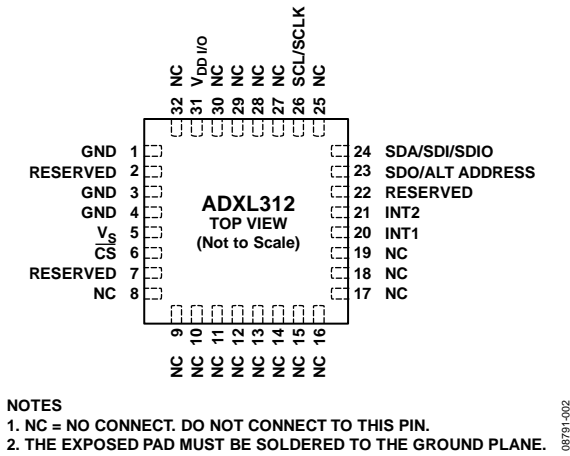 32 NC
31 VDD I/O
30 NC
29 NC
28 NC
27 NC
26 SCL/SCLK
25 NC
GND 1
RESERVED 2
GND 3
GND 4
VS 5
CS 6
RESERVED 7
NC 8
ADXL312
TOP VIEW
(Not to Scale)
24 SDA/SDI/SDIO
23 SDO/ALT ADDRESS
22 RESERVED
21 INT2
20 INT1
19 NC
18 NC
17 NC
NC 9
NC 10
NC 11
NC 12
NC 13
NC 14
NC 15
NC 16
NOTES
1. NC = NO CONNECT. DO NOT CONNECT TO THIS PIN.
2. THE EXPOSED PAD MUST BE SOLDERED TO THE GROUND PLANE.
08791-002